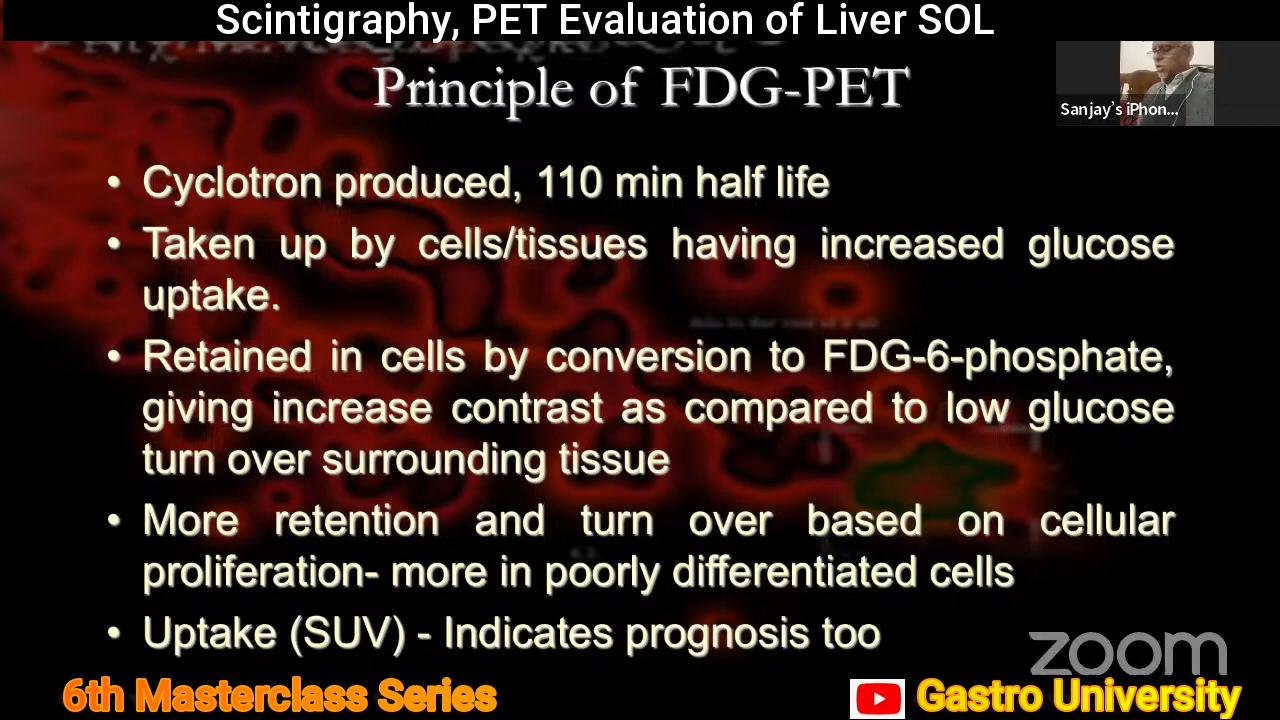 Scintigraphy, PET Evaluation of Liver SOL
Principle of FDG-PET
Sanjay's iPhon...
• Cyclotron produced, 110 min half life
• Taken up by cells/tissues having increased glucose
uptake.
• Retained in cells by conversion to FDG-6-phosphate,
giving increase contrast as compared to low glucose
turn over surrounding tissue
• More retention and turn over based on cellular
proliferation- more in poorly differentiated cells
• Uptake (SUV) - Indicates prognosis too
zoom
6th Masterclass Series
Gastro University